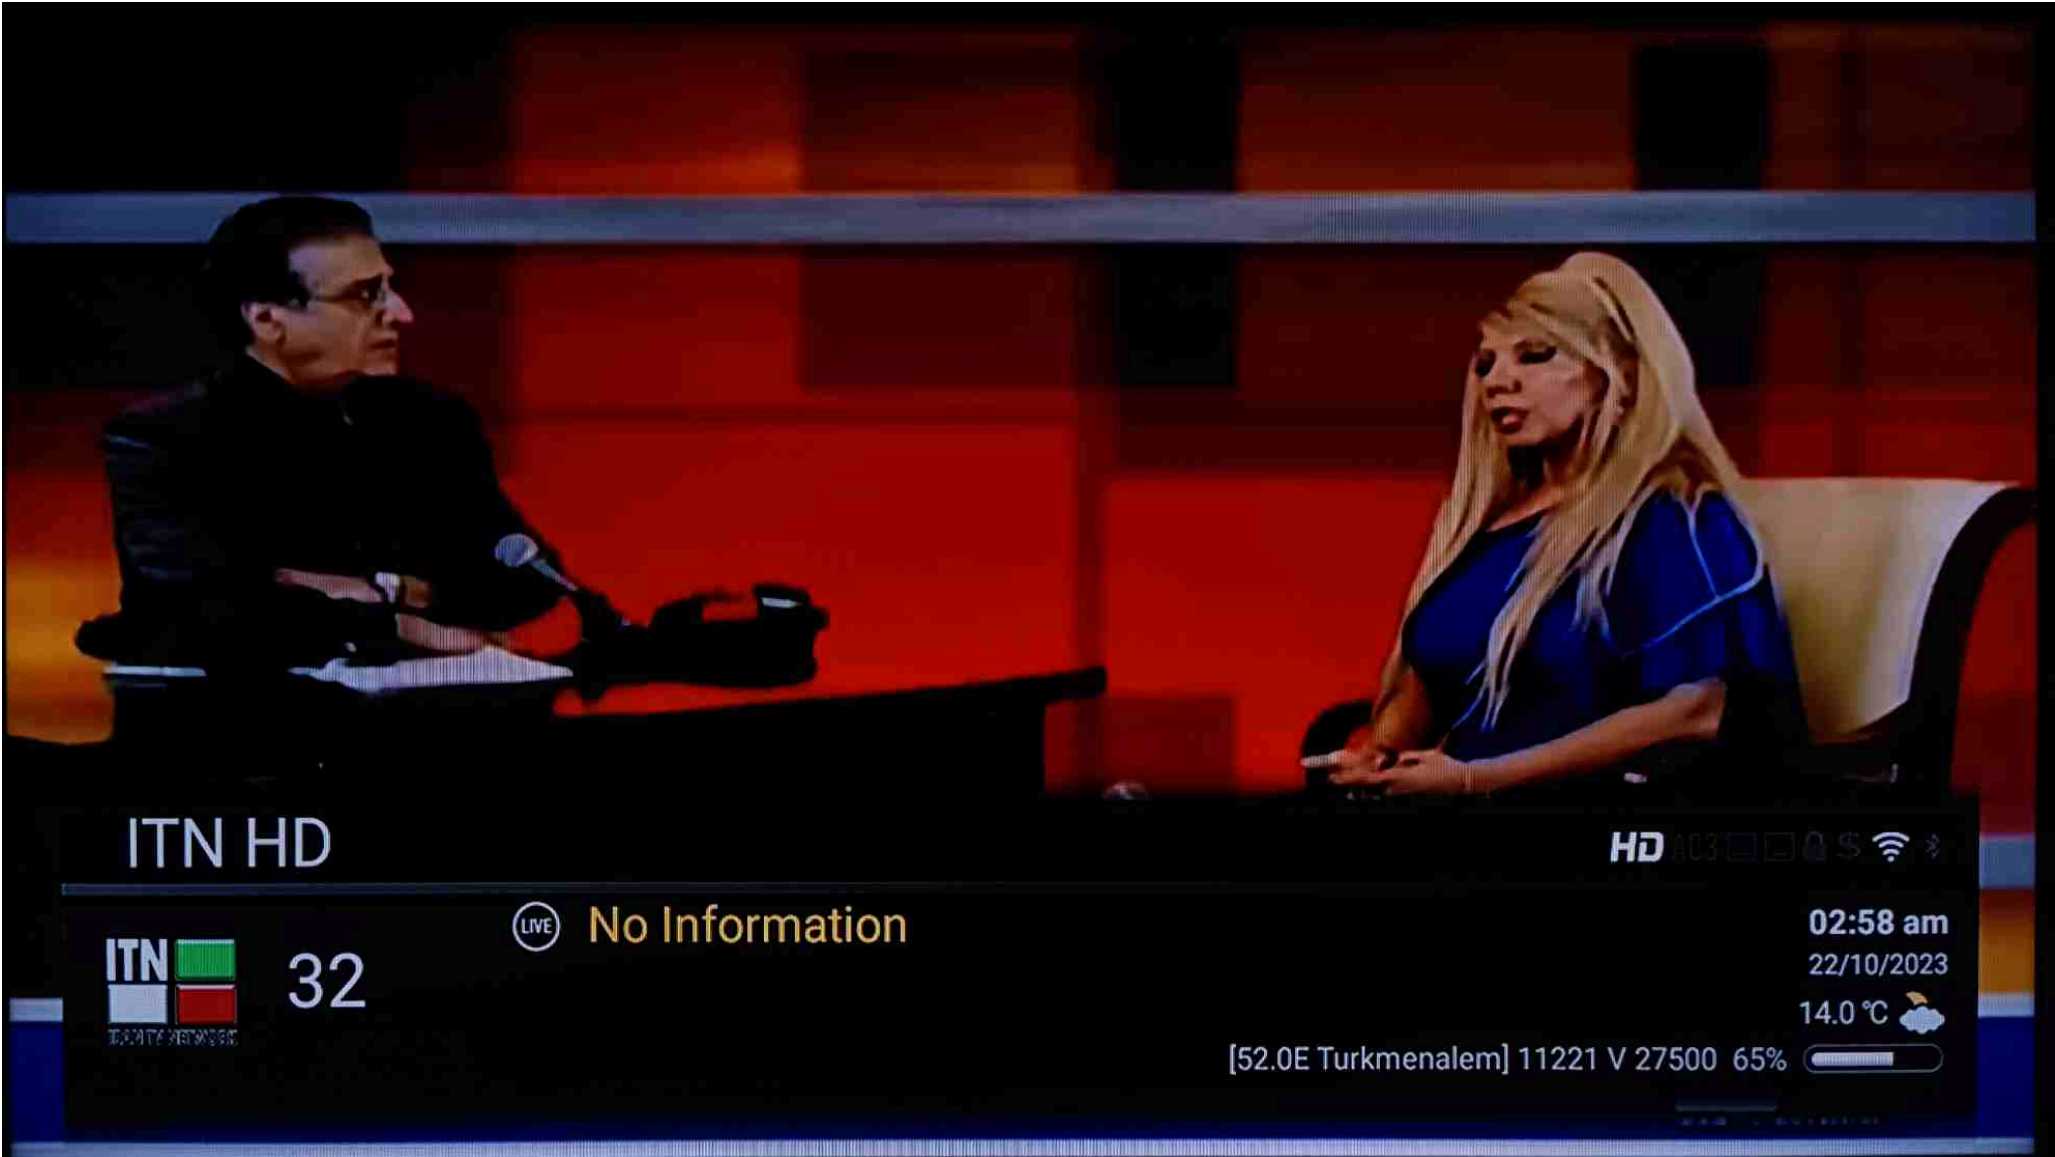 ITN HD
HD
LIVE No Information
02:58 am
22/10/2023
14.0 °C
ITN
32
[52.0E Turkmenalem] 11221 V 27500 65%